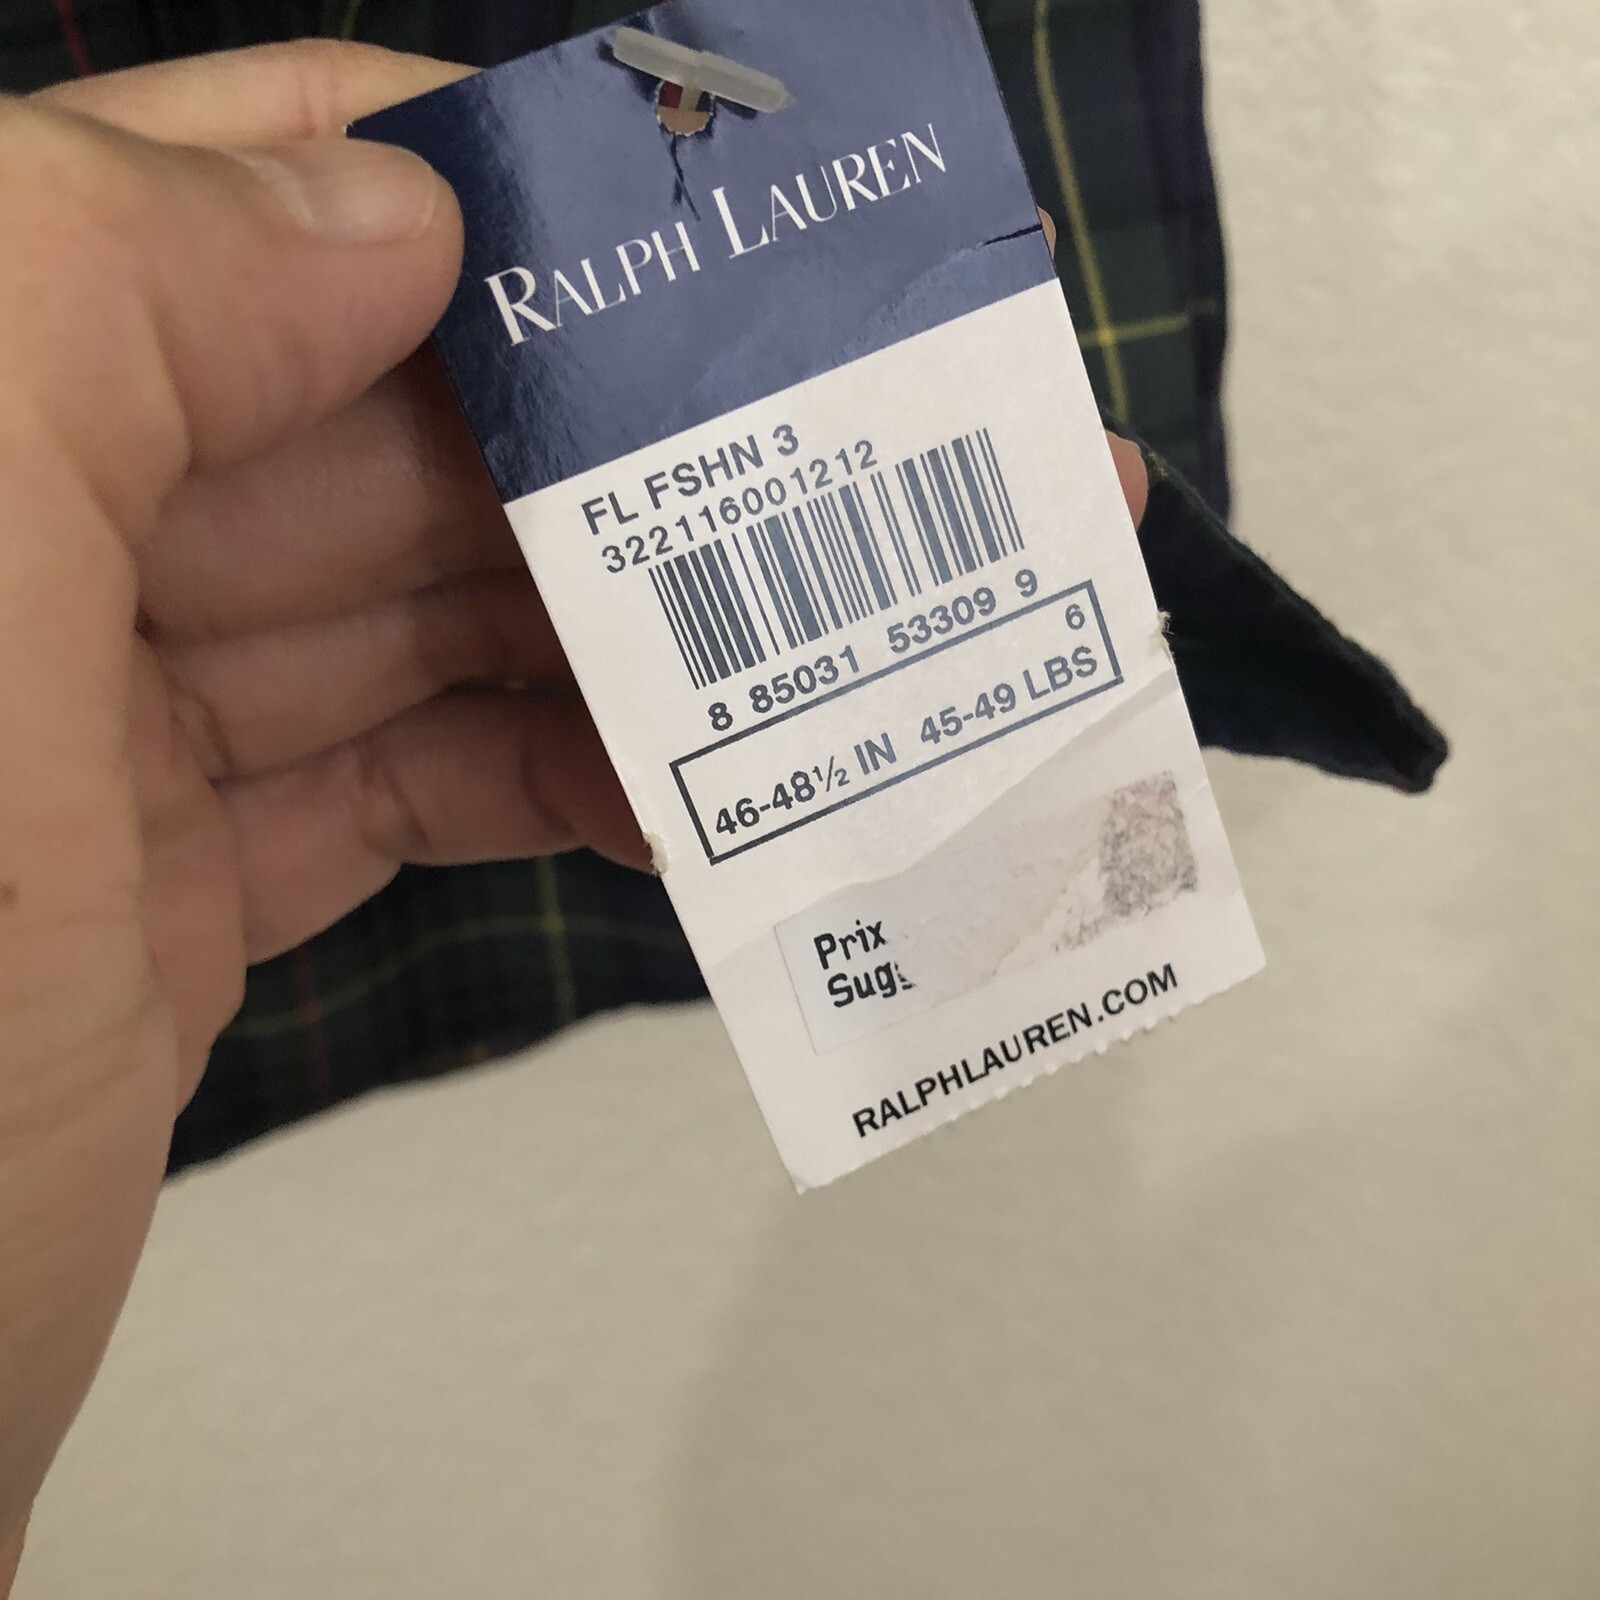 RALPH LAUREN
FL FSHN 3
322116001212
8 85031 53309 9
6
46-48½ IN 45-49 LBS
Prix
RALPHLAUREN.COM